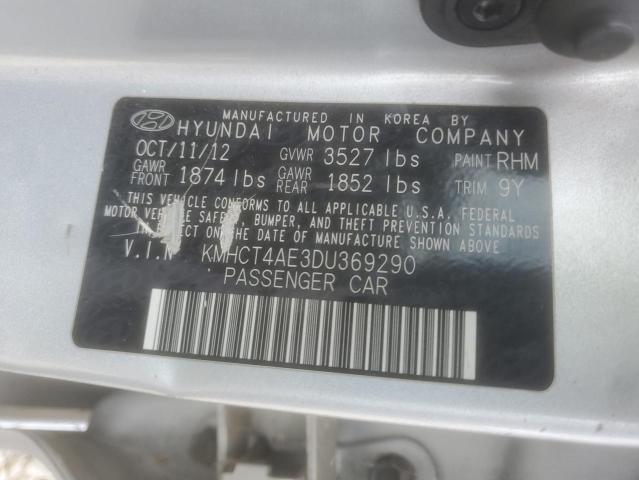 MANUFACTURED IN KOREA BY
HYUNDAI MOTOR COMPANY
OCT/11/12 GVWR 3527 lbs PAINT RHM
GAWR FRONT 1874 lbs GAWR REAR 1852 lbs TRIM 9Y
THIS VEHICLE CONFORMS TO ALL APPLICABLE U.S.A. FEDERAL
MOTOR VEHICLE SAFETY, BUMPER, AND THEFT PREVENTION STANDARDS
IN EFFECT ON THE DATE OF MANUFACTURE SHOWN ABOVE.
V.I.N KMHCT4AE3DU369290
PASSENGER CAR